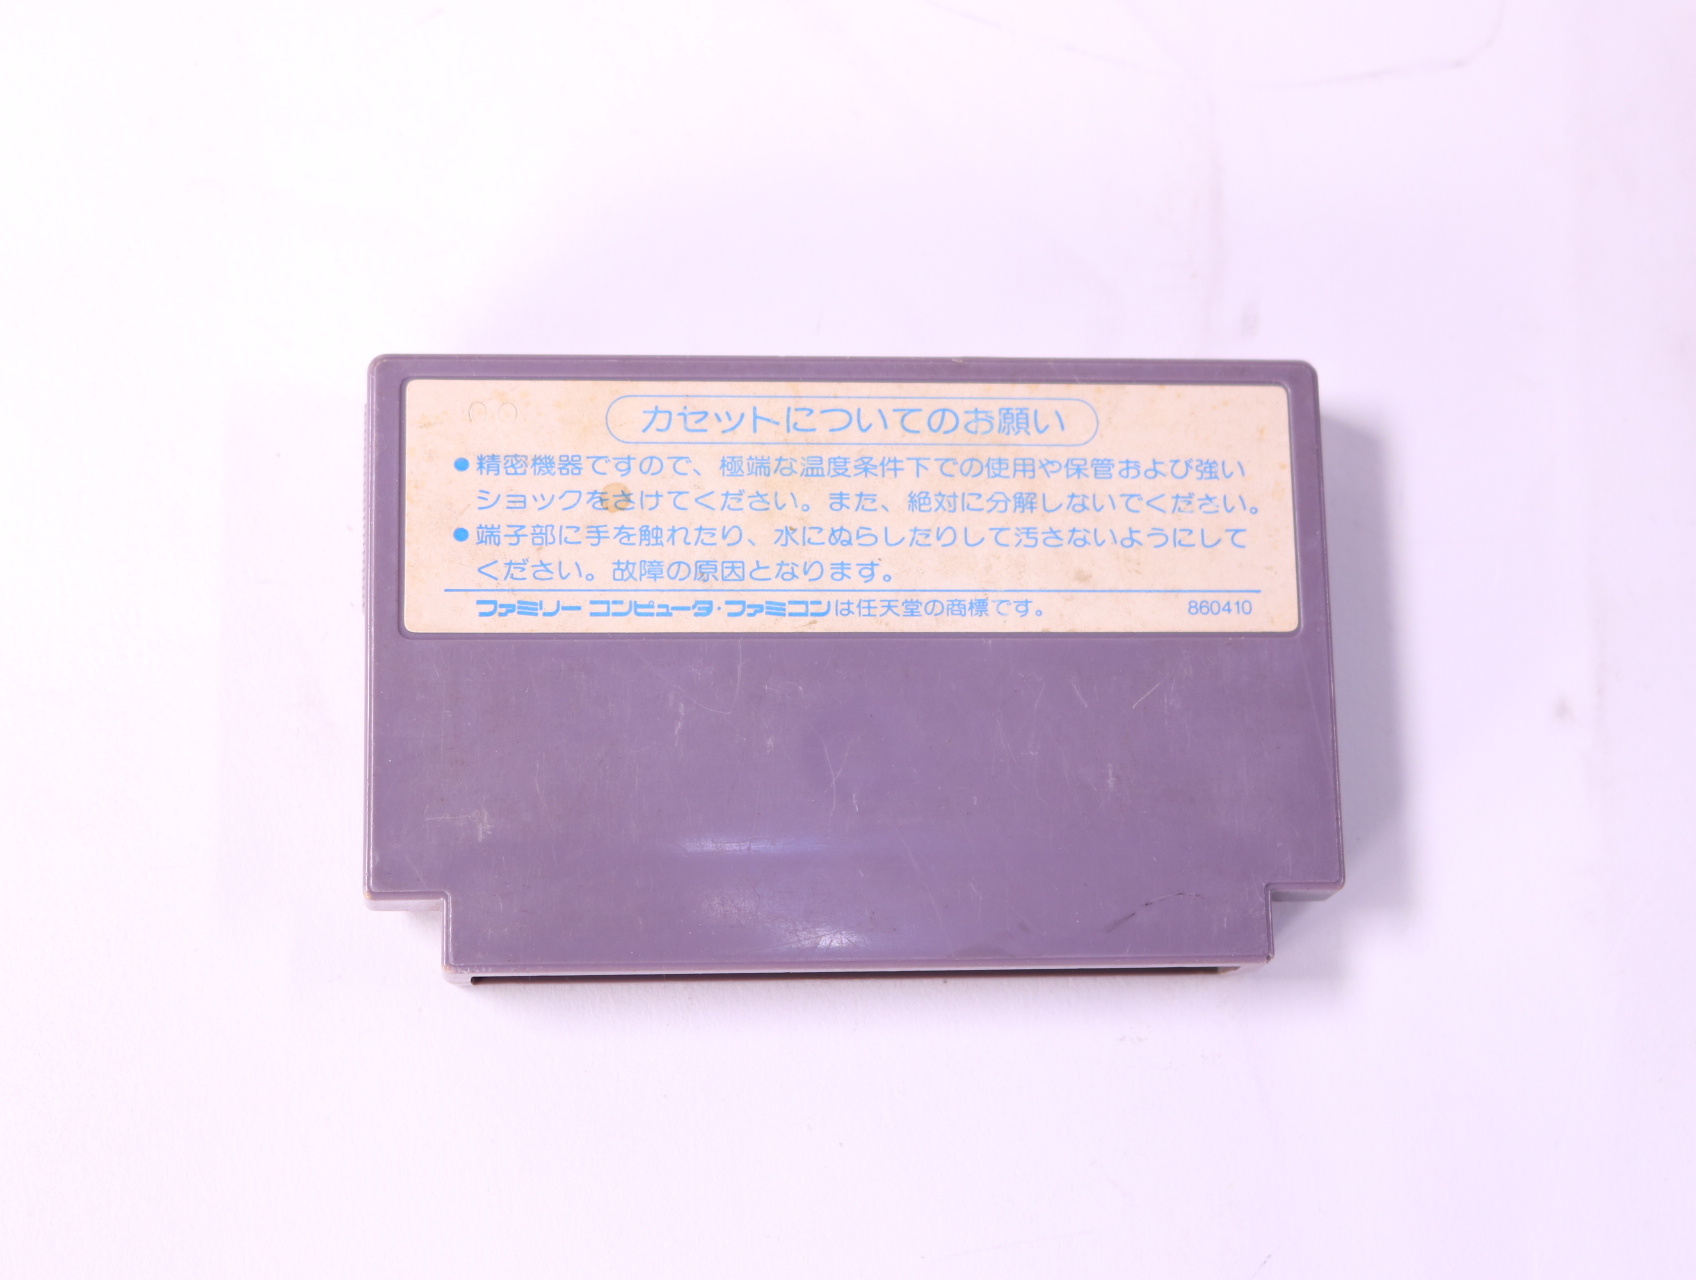 カセットについてのお願い
●精密機器ですので、極端な温度条件下での使用や保管および強い
ショックをさけてください。また、絶対に分解しないでください。
●端子部に手を触れたり、水にぬらしたりして汚さないようにして
ください。故障の原因となります。
ファミリー コンピュータ・ファミコンは任天堂の商標です。 860410